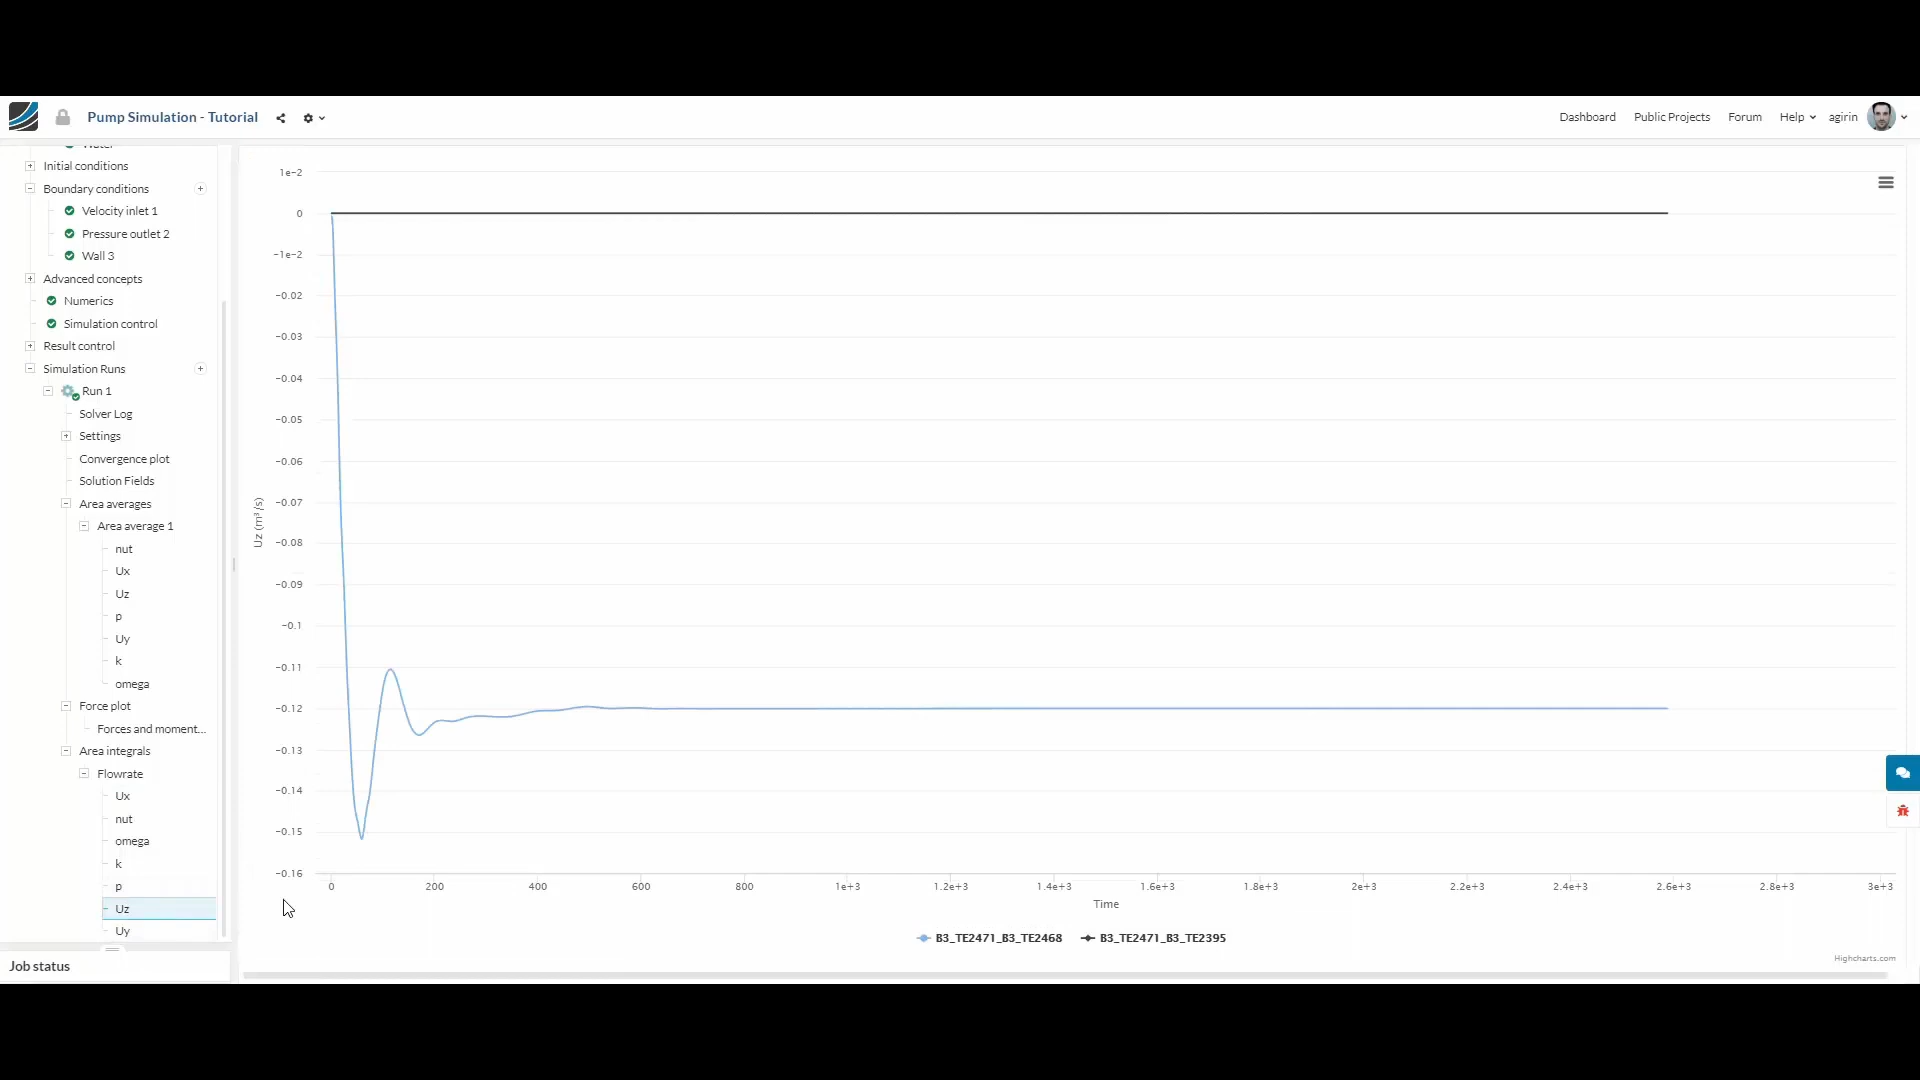 Pump Simulation - Tutorial
Dashboard
Public Projects
Forum
Help
agirin
Water
Initial conditions
Boundary conditions
Velocity inlet 1
Pressure outlet 2
Wall 3
Advanced concepts
Numerics
Simulation control
Result control
Simulation Runs
Run 1
Solver Log
Settings
Convergence plot
Solution Fields
Area averages
Area average 1
nut
Ux
Uz
p
Uy
k
omega
Force plot
Forces and moment...
Area integrals
Flowrate
Ux
nut
omega
k
p
Uz
Uy
Job status
Uz (m³/s)
1e-2
0
−1e-2
−0.02
−0.03
−0.04
−0.05
−0.06
−0.07
−0.08
−0.09
−0.1
−0.11
−0.12
−0.13
−0.14
−0.15
−0.16
0 200 400 600 800 1e+3 1.2e+3 1.4e+3 1.6e+3 1.8e+3 2e+3 2.2e+3 2.4e+3 2.6e+3 2.8e+3 3e+3
Time
B3_TE2471_B3_TE2468 B3_TE2471_B3_TE2395
Highcharts.com